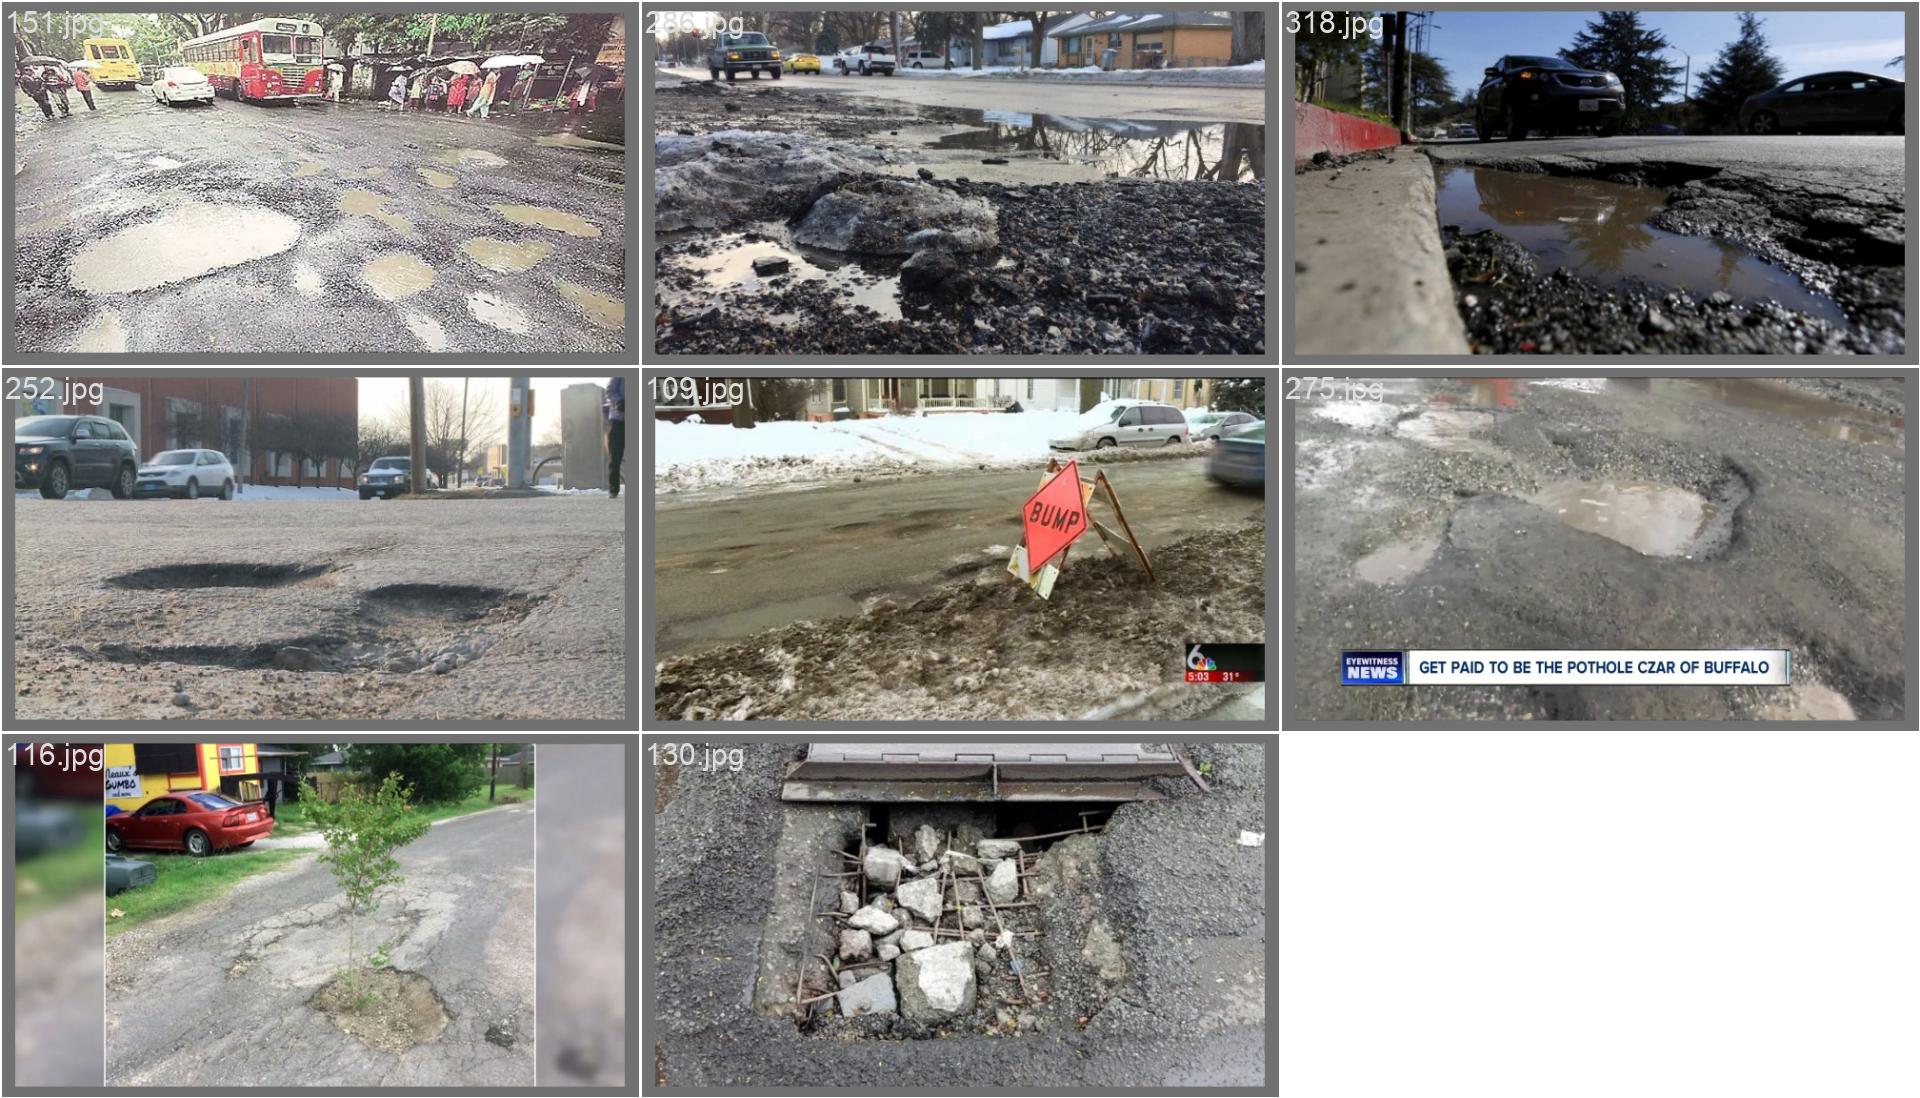 151.jpg
286.jpg
318.jpg
252.jpg
109.jpg
275.jpg
BUMP
6
5:03 31°
EYEWITNESS
NEWS
GET PAID TO BE THE POTHOLE CZAR OF BUFFALO
116.jpg
130.jpg
GUMBO